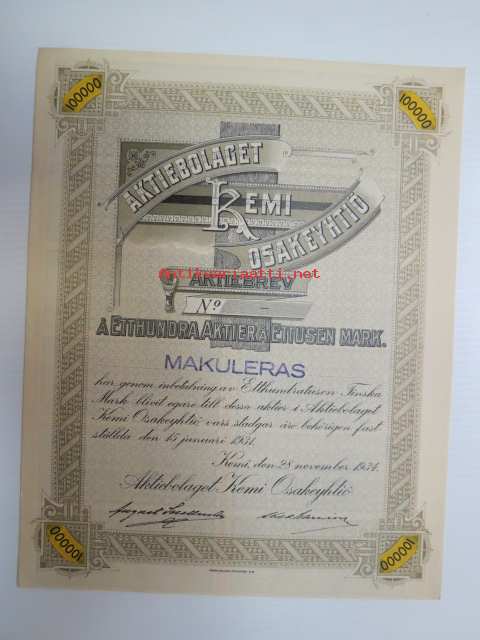 100000
100000
AKTIEBOLAGET
KEMI
OSAKEYHTIÖ
Antikvariaatti.net
AKTIEBREV
Nº –
Á ETTHUNDRA AKTIER Á ETTUSEN MARK.
MAKULERAS
har genom inbetalning av Etthundratusen Finska
Mark blivit ägare till dessa aktier i Aktiebolaget
Kemi Osakeyhtiö vars stadgar äro behörigen fast
ställda den 15 januari 1931.
Kemi, den 28 november 1934.
Aktiebolaget Kemi Osakeyhtiö
100000
100000